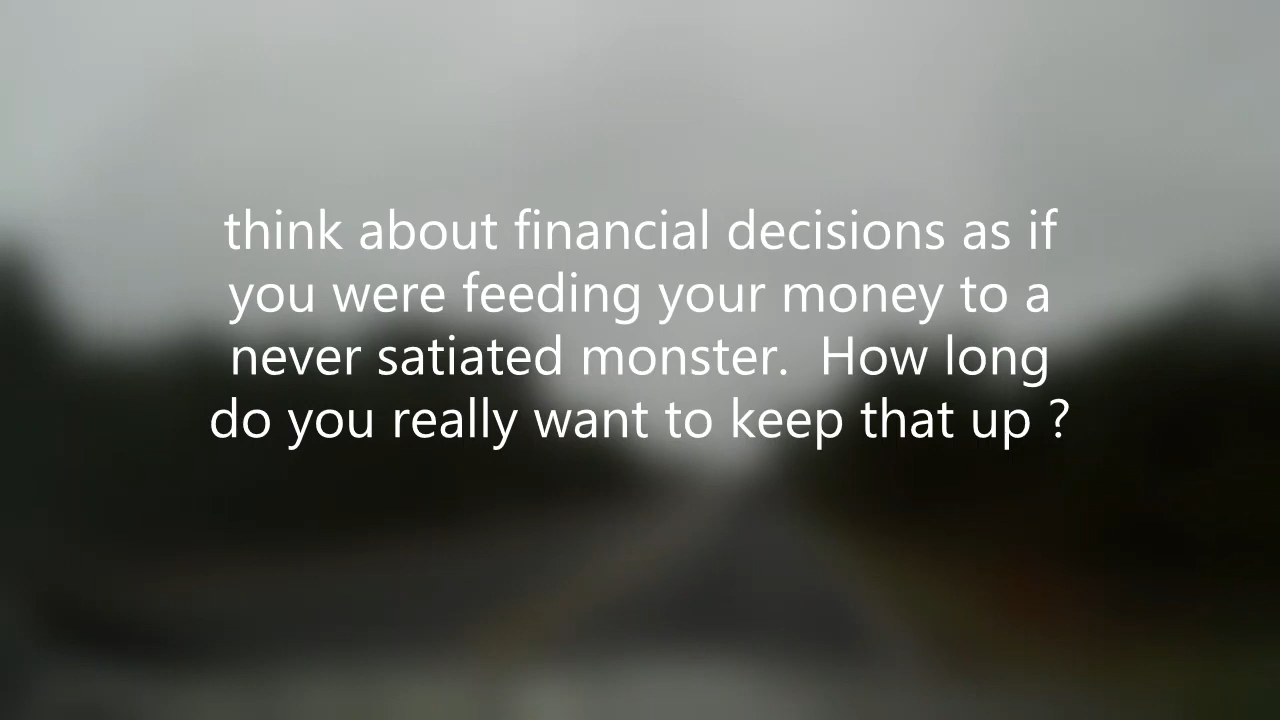 think about financial decisions as if
you were feeding your money to a
never satiated monster.  How long
do you really want to keep that up ?